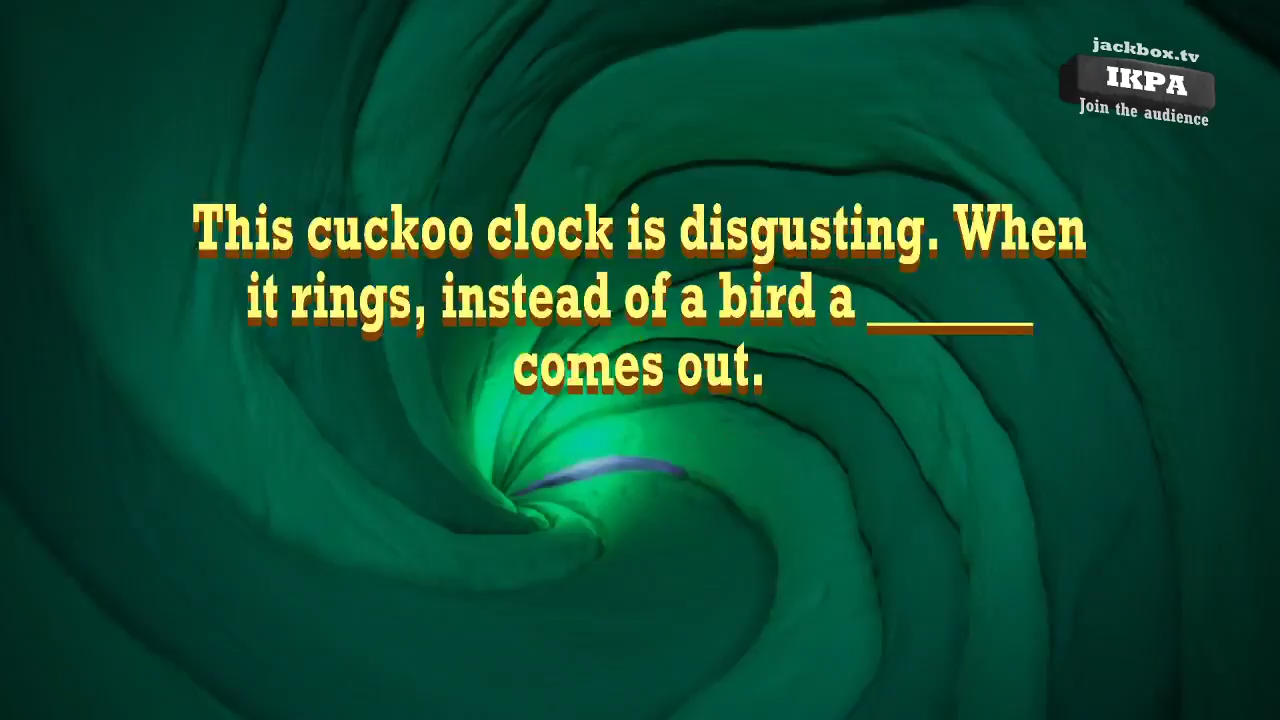 jackbox.tv
IKPA
Join the audience
This cuckoo clock is disgusting. When
it rings, instead of a bird a ______
comes out.